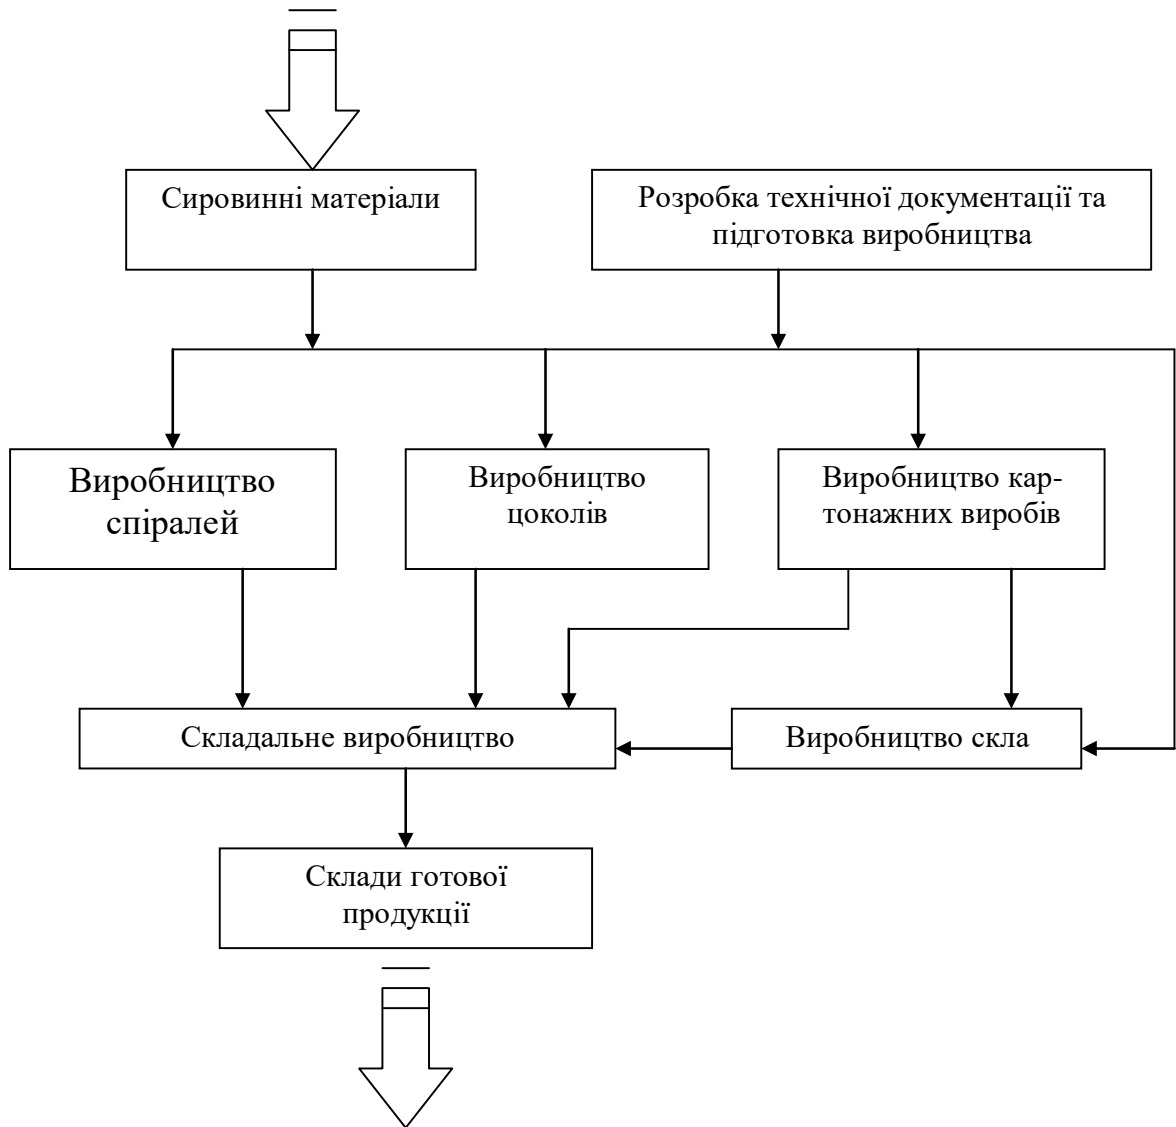 Сировинні матеріали
Розробка технічної документації та
підготовка виробництва
Виробництво
спіралей
Виробництво
цоколів
Виробництво кар-
тонажних виробів
Складальне виробництво
Виробництво скла
Склади готової
продукції